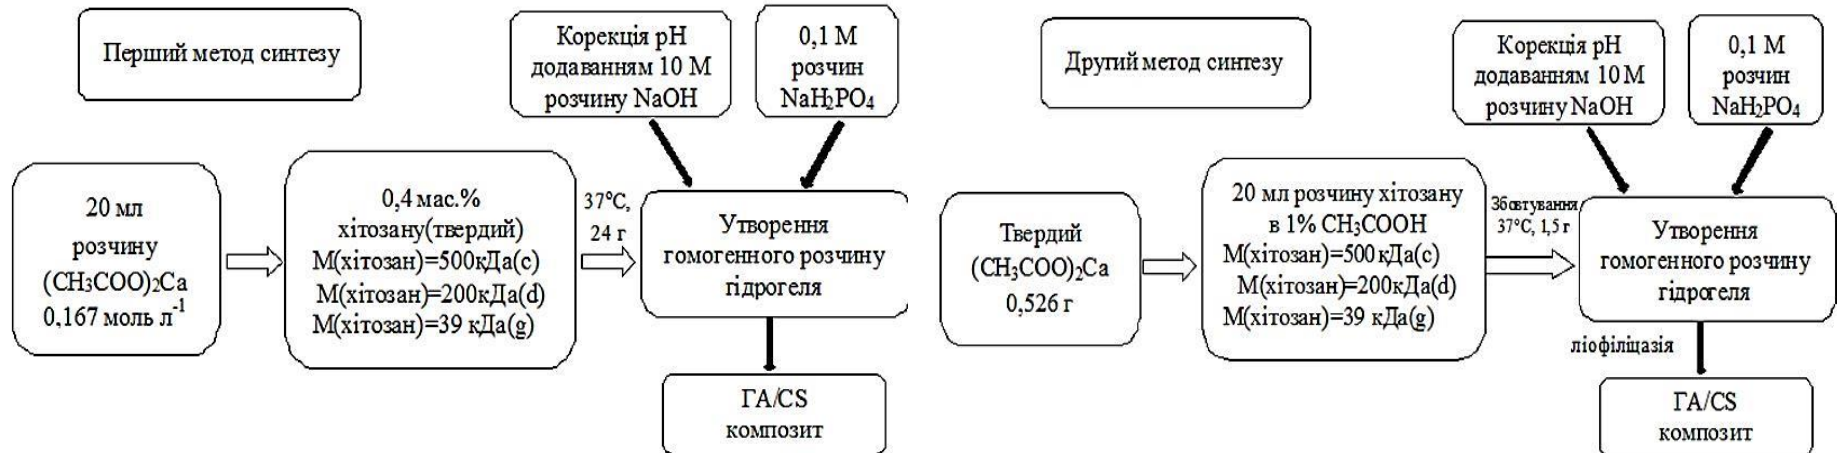 Перший метод синтезу
Корекція pH
додаванням 10 М
розчину NaOH
0,1 М
розчин
NaH₂PO₄
20 мл
розчину
(CH₃COO)₂Ca
0,167 моль л⁻¹
0,4 мас.%
хітозану(твердий)
М(хітозан)=500кДа(c)
М(хітозан)=200кДа(d)
М(хітозан)=39 кДа(g)
37°C,
24 г
Утворення
гомогенного розчину
гідрогеля
ГА/CS
композит
Другий метод синтезу
Корекція pH
додаванням 10 М
розчину NaOH
0,1 М
розчин
NaH₂PO₄
Твердий
(CH₃COO)₂Ca
0,526 г
20 мл розчину хітозану
в 1% CH₃COOH
М(хітозан)=500кДа(c)
М(хітозан)=200кДа(d)
М(хітозан)=39 кДа(g)
Збовтування
37°C, 1,5 г
Утворення
гомогенного розчину
гідрогеля
ліофіліцазія
ГА/CS
композит